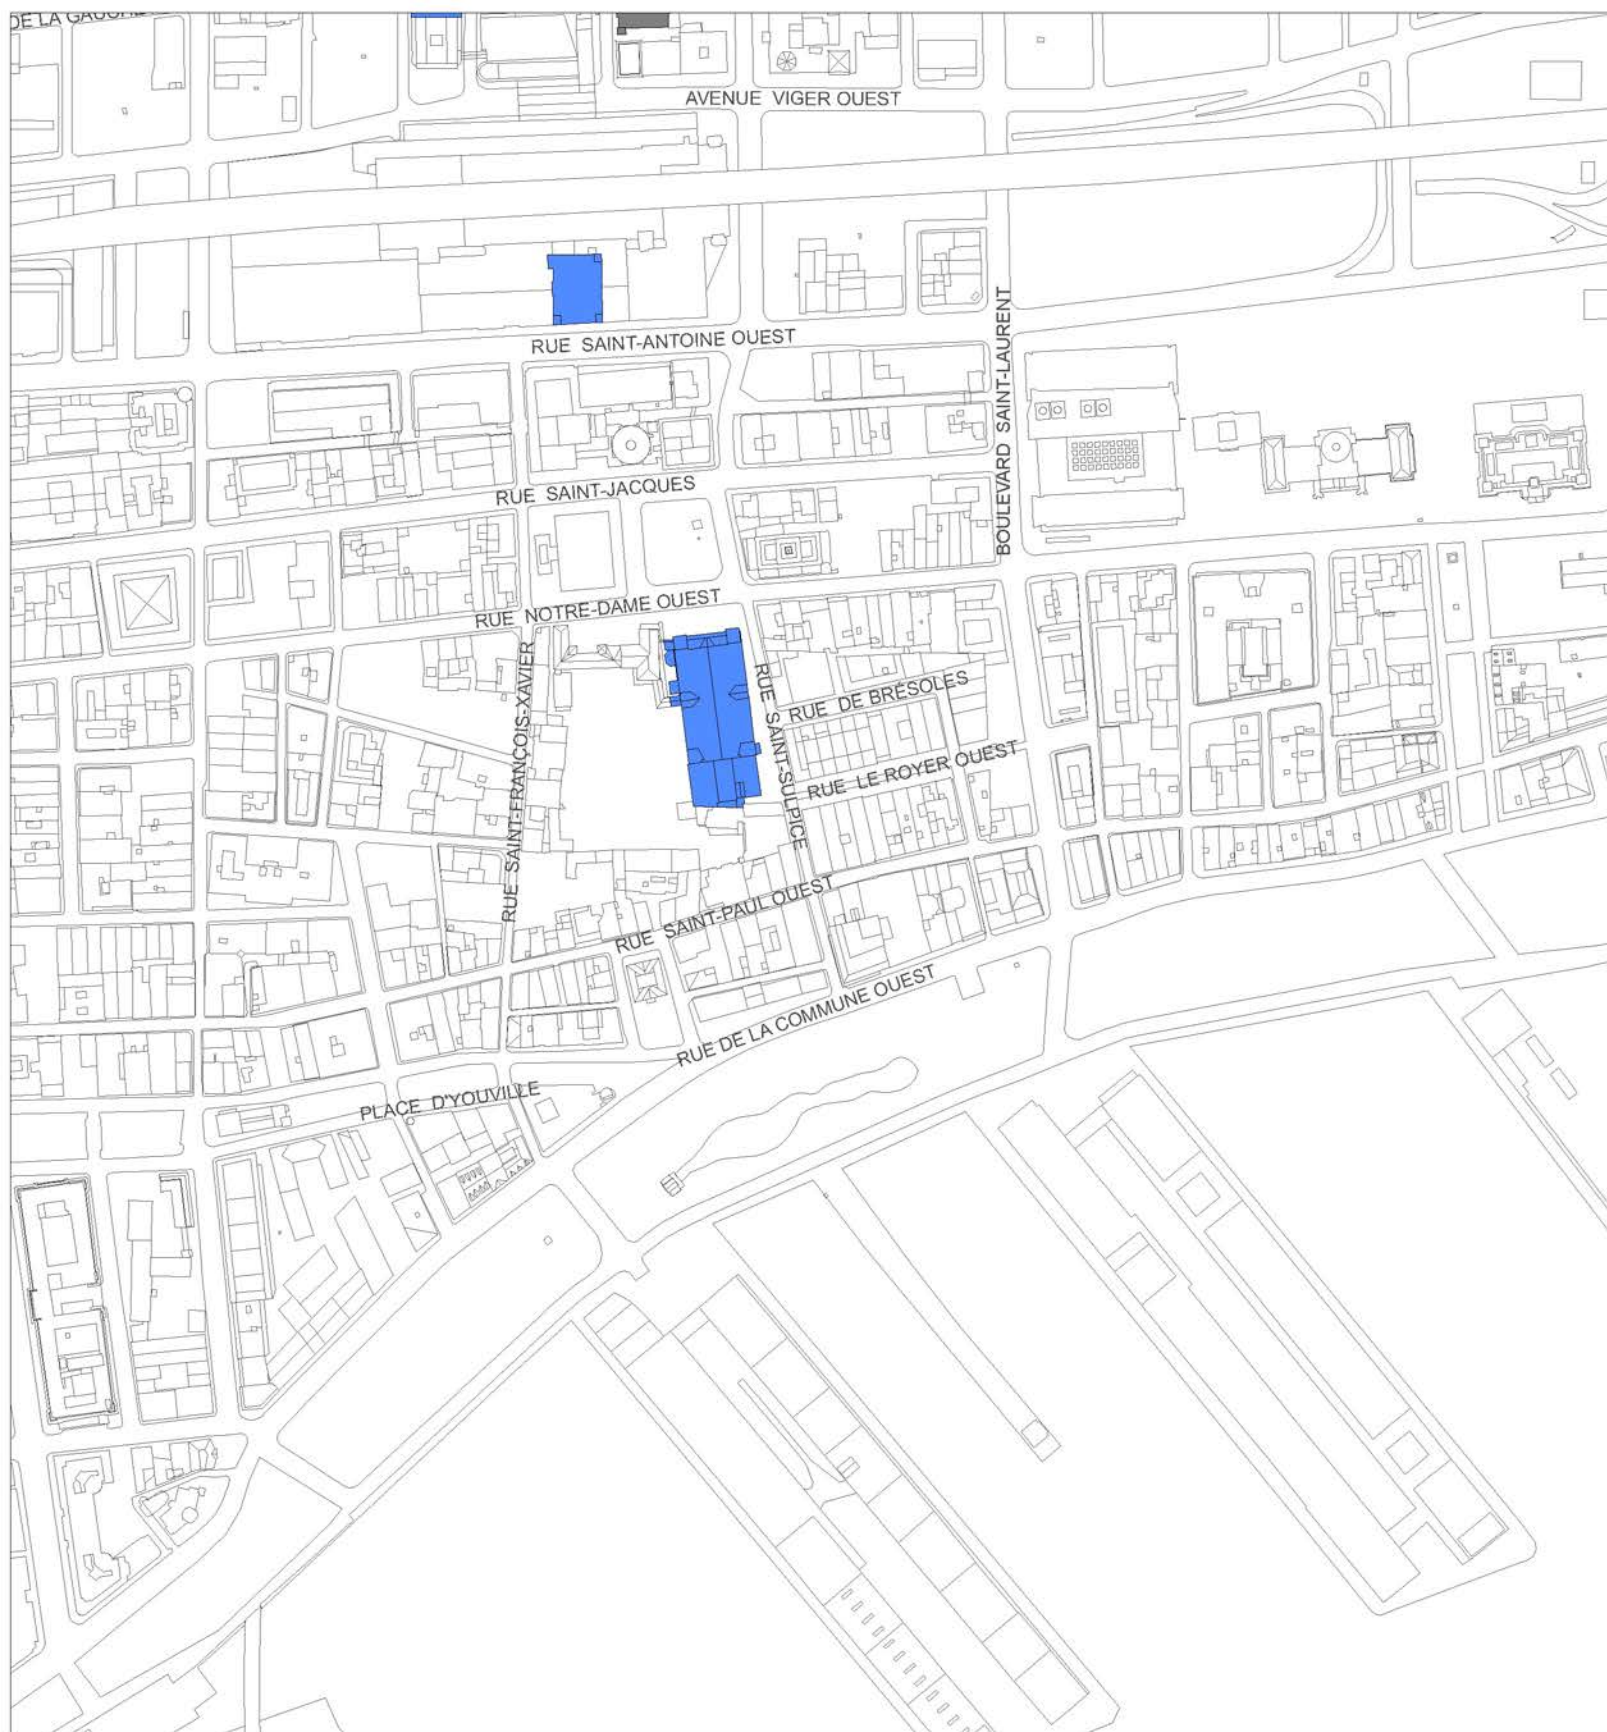 DE LA
AVENUE VIGER OUEST
RUE SAINT-ANTOINE OUEST
BOULEVARD SAINT-LAURENT
RUE SAINT-JACQUES
RUE NOTRE-DAME OUEST
RUE SAINT-FRANÇOIS-XAVIER
RUE SAINT-SULPICE
RUE DE BRÉSOLES
RUE LE ROYER OUEST
RUE SAINT-PAUL OUEST
RUE DE LA COMMUNE OUEST
PLACE D'YOUVILLE